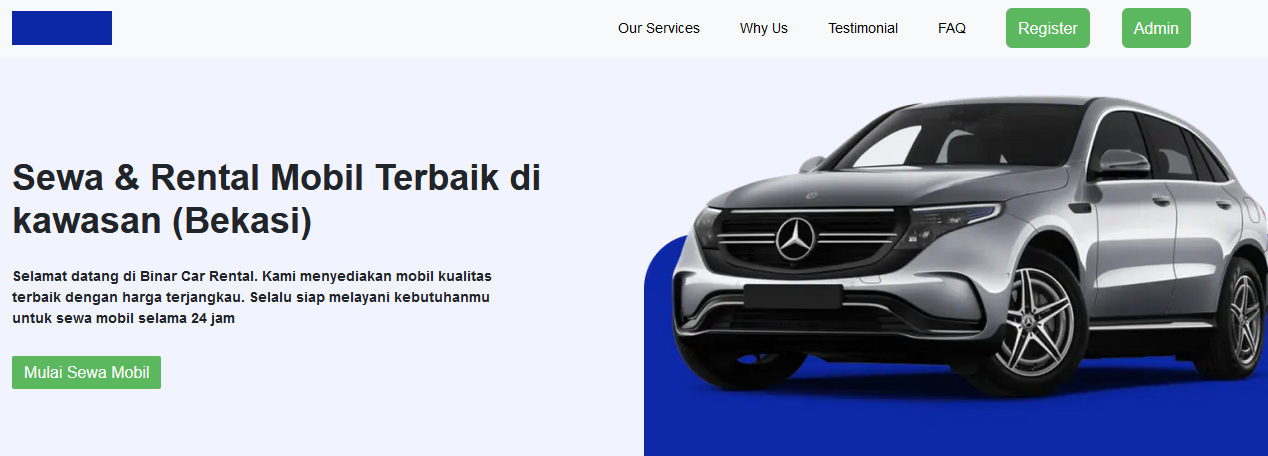 Our Services Why Us Testimonial FAQ Register Admin
Sewa & Rental Mobil Terbaik di
kawasan (Bekasi)
Selamat datang di Binar Car Rental. Kami menyediakan mobil kualitas
terbaik dengan harga terjangkau. Selalu siap melayani kebutuhanmu
untuk sewa mobil selama 24 jam
Mulai Sewa Mobil